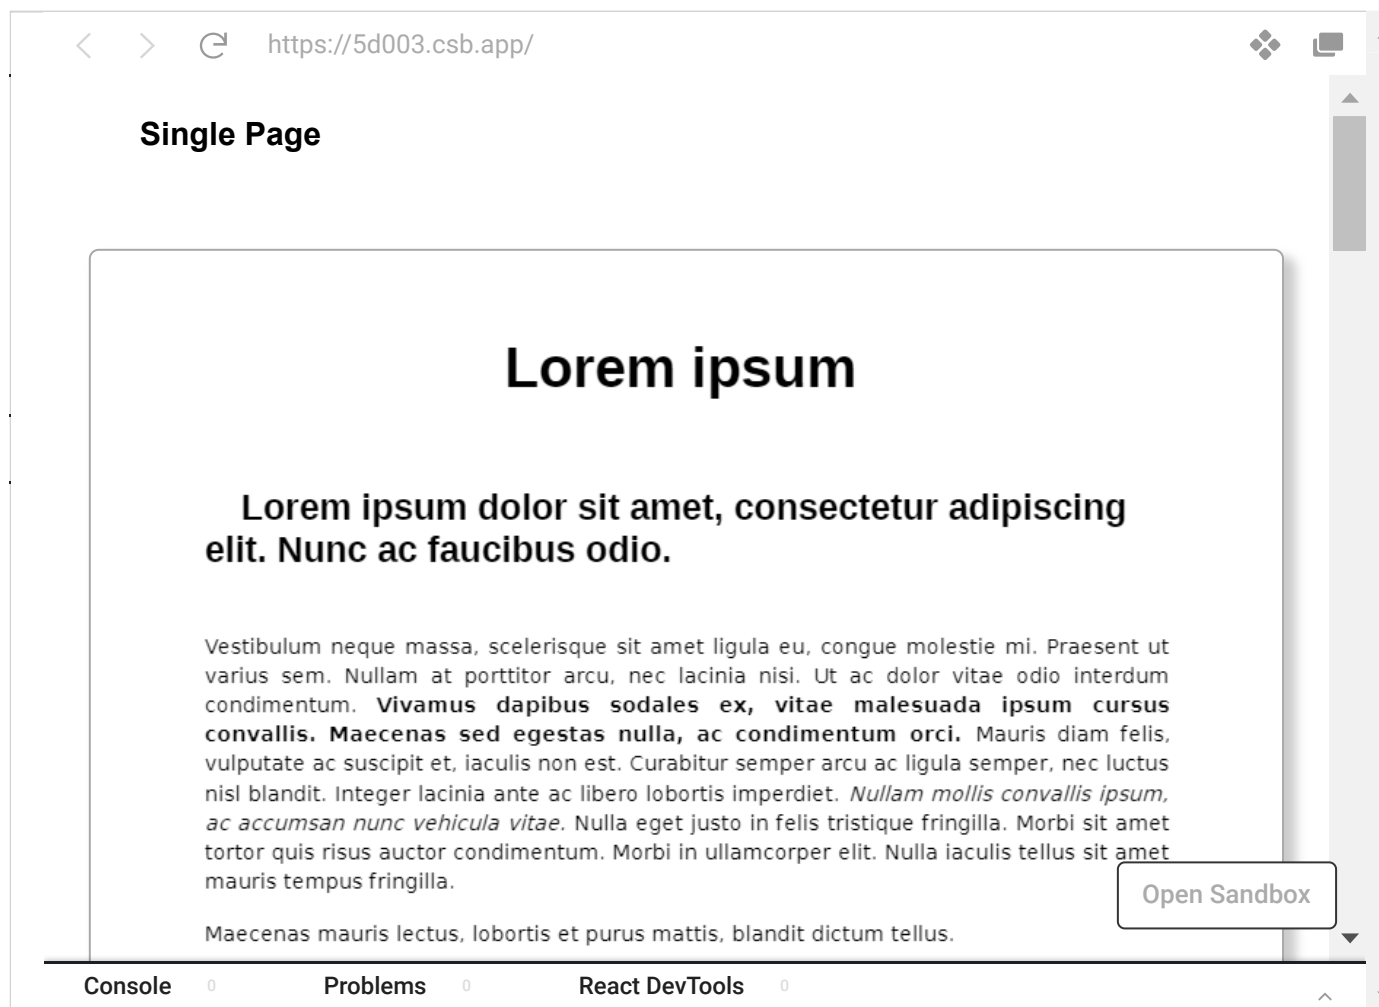 https://5d003.csb.app/
Single Page
Lorem ipsum
Lorem ipsum dolor sit amet, consectetur adipiscing
elit. Nunc ac faucibus odio.
Vestibulum neque massa, scelerisque sit amet ligula eu, congue molestie mi. Praesent ut
varius sem. Nullam at porttitor arcu, nec lacinia nisi. Ut ac dolor vitae odio interdum
condimentum. Vivamus dapibus sodales ex, vitae malesuada ipsum cursus
convallis. Maecenas sed egestas nulla, ac condimentum orci. Mauris diam felis,
vulputate ac suscipit et, iaculis non est. Curabitur semper arcu ac ligula semper, nec luctus
nisl blandit. Integer lacinia ante ac libero lobortis imperdiet. Nullam mollis convallis ipsum,
ac accumsan nunc vehicula vitae. Nulla eget justo in felis tristique fringilla. Morbi sit amet
tortor quis risus auctor condimentum. Morbi in ullamcorper elit. Nulla iaculis tellus sit amet
mauris tempus fringilla.
Open Sandbox
Maecenas mauris lectus, lobortis et purus mattis, blandit dictum tellus.
Console 0 Problems 0 React DevTools 0